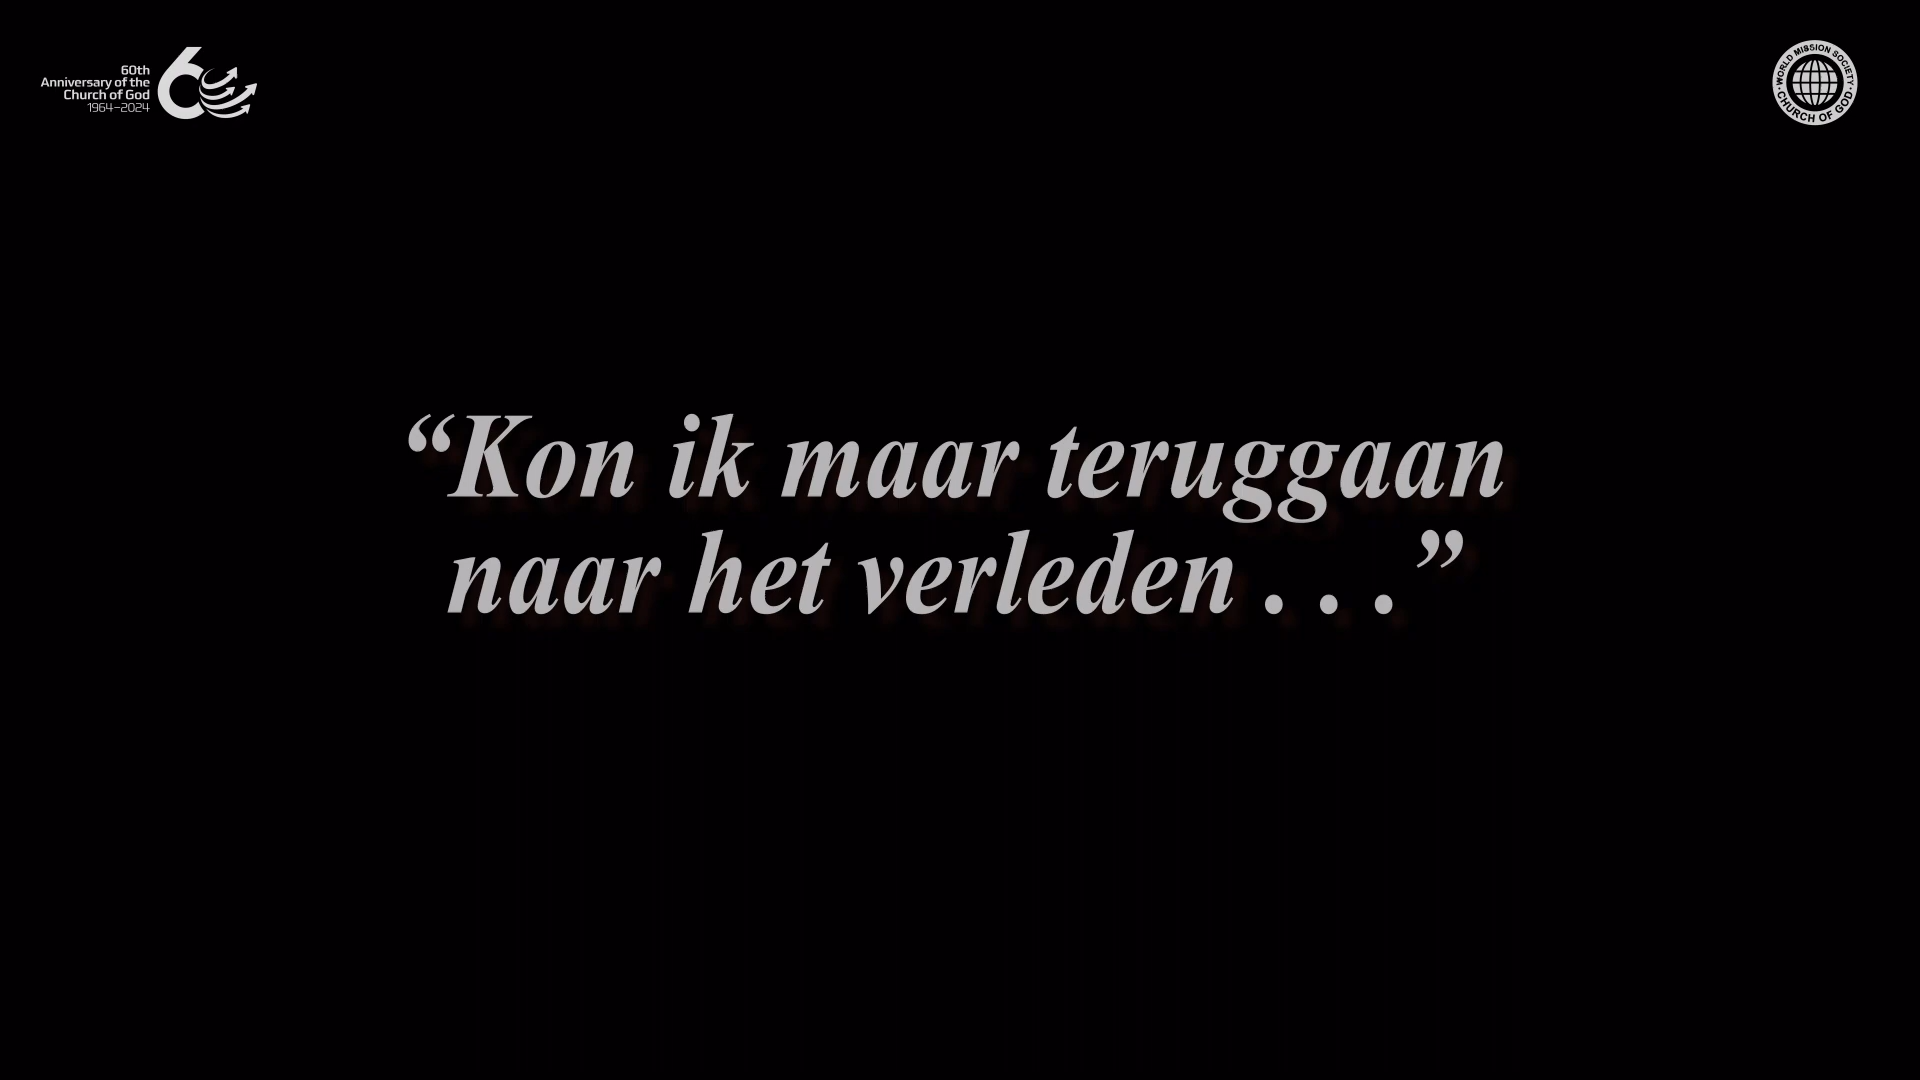 60th
Anniversary of the
Church of God
1964–2024
WORLD MISSION SOCIETY
CHURCH OF GOD
“Kon ik maar teruggaan
naar het verleden . . .”